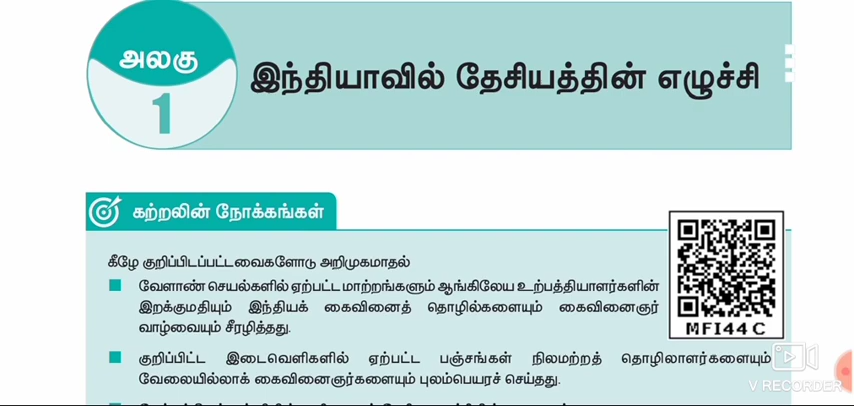 அலகு
1
இந்தியாவில் தேசியத்தின் எழுச்சி
கற்றலின் நோக்கங்கள்
கீழே குறிப்பிடப்பட்டவைகளோடு அறிமுகமாதல்
வேளாண் செயல்களில் ஏற்பட்ட மாற்றங்களும் ஆங்கிலேய உற்பத்தியாளர்களின்
இறக்குமதியும் இந்தியக் கைவினைத் தொழில்களையும் கைவினைஞர்
வாழ்வையும் சீரழித்தது.
குறிப்பிட்ட இடைவெளிகளில் ஏற்பட்ட பஞ்சங்கள் நிலமற்றத் தொழிலாளர்களையும்
வேலையில்லாக் கைவினைஞர்களையும் புலம்பெயரச் செய்தது.
MFI44C
V RECORDER